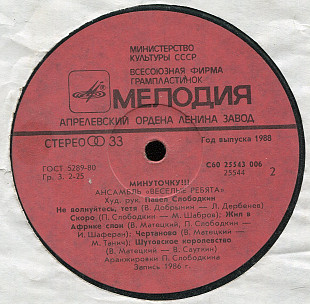 МИНИСТЕРСТВО
КУЛЬТУРЫ СССР
ВСЕСОЮЗНАЯ ФИРМА
ГРАМПЛАСТИНОК
МЕЛОДИЯ
АПРЕЛЕВСКИЙ ОРДЕНА ЛЕНИНА ЗАВОД
СТЕРЕО 33
Год выпуска 1988
ГОСТ 5289-80
Гр. 3. 2-25
С60 25543 006
25544
2
МИНУТОЧКУ!!!
АНСАМБЛЬ «ВЕСЕЛЫЕ РЕБЯТА»
Худ. рук. Павел Слободкин
Не волнуйтесь, тетя (В. Добрынин — Л. Дербенев)
Скоро (П. Слободкин — М. Шабров); Жил в
Африке слон (В. Матецкий, П. Слободкин —
И. Шаферан); Чертаново (В. Матецкий —
М. Танич); Шутовское королевство
(В. Матецкий — В. Сауткин)
Аранжировки П. Слободкина
Запись 1986 г.